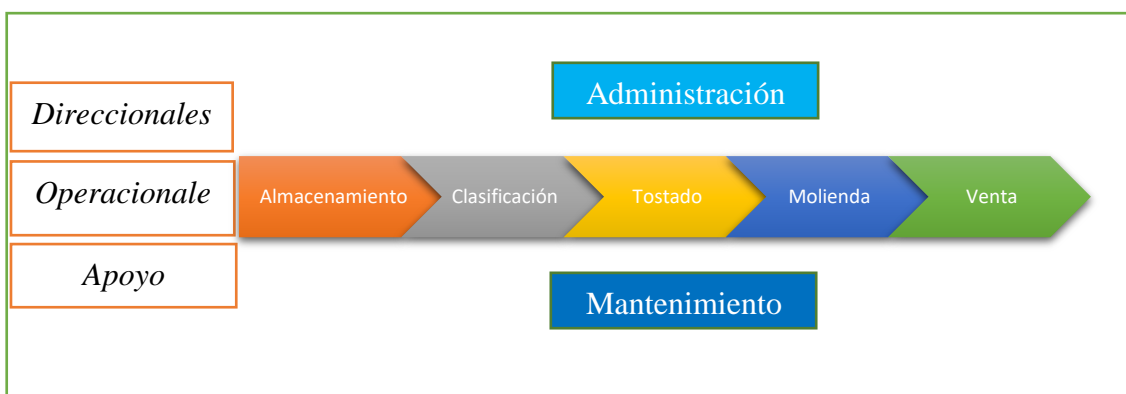 Direccionales
Administración
Operacionale
Almacenamiento
Clasificación
Tostado
Molienda
Venta
Apoyo
Mantenimiento